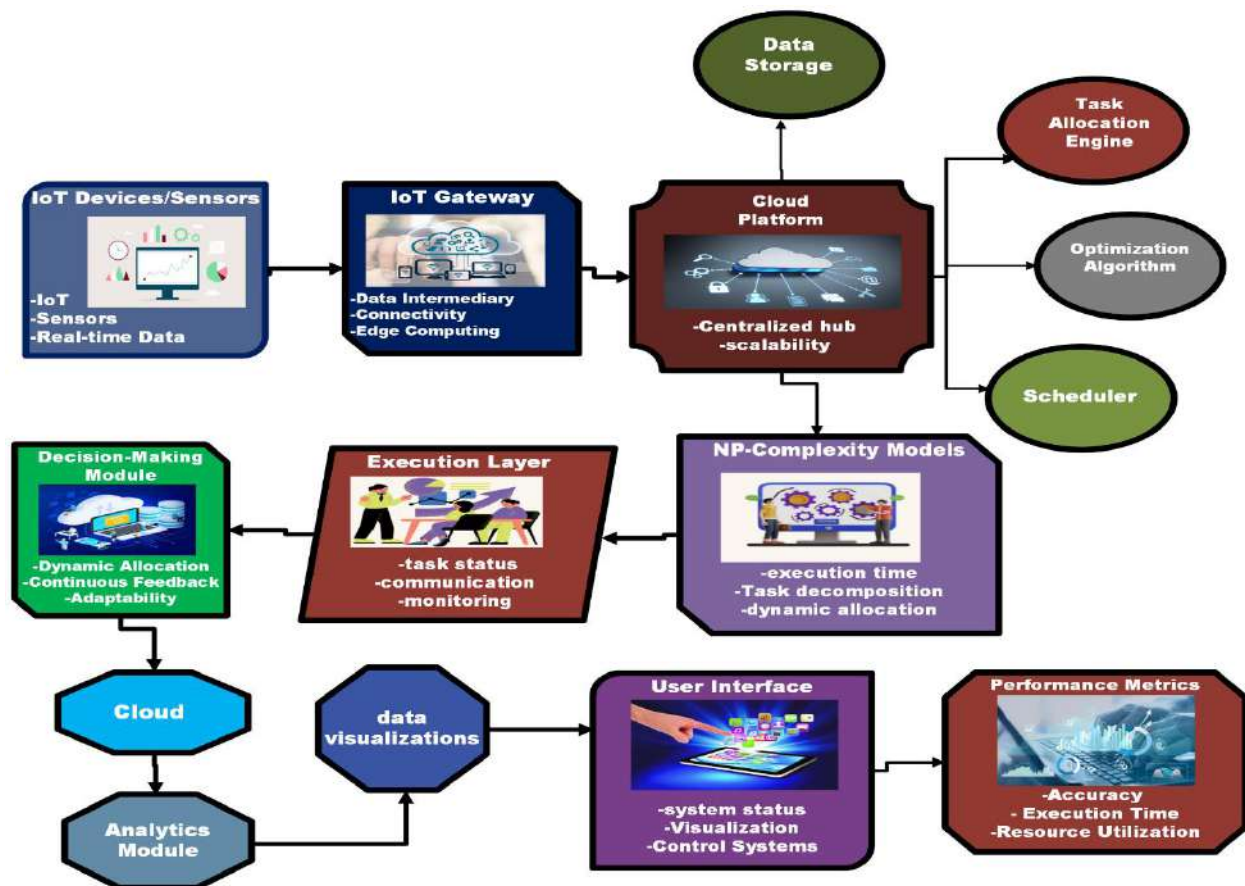 Data
Storage
Task
Allocation
Engine
IoT Devices/Sensors
-IoT
-Sensors
-Real-time Data
IoT Gateway
-Data Intermediary
-Connectivity
-Edge Computing
Cloud
Platform
-Centralized hub
-scalability
Optimization
Algorithm
Scheduler
Decision-Making
Module
-Dynamic Allocation
-Continuous Feedback
-Adaptability
Execution Layer
-task status
-communication
-monitoring
NP-Complexity Models
-execution time
-Task decomposition
-dynamic allocation
Cloud
Analytics
Module
data
visualizations
User Interface
-system status
-Visualization
-Control Systems
Performance Metrics
-Accuracy
- Execution Time
-Resource Utilization